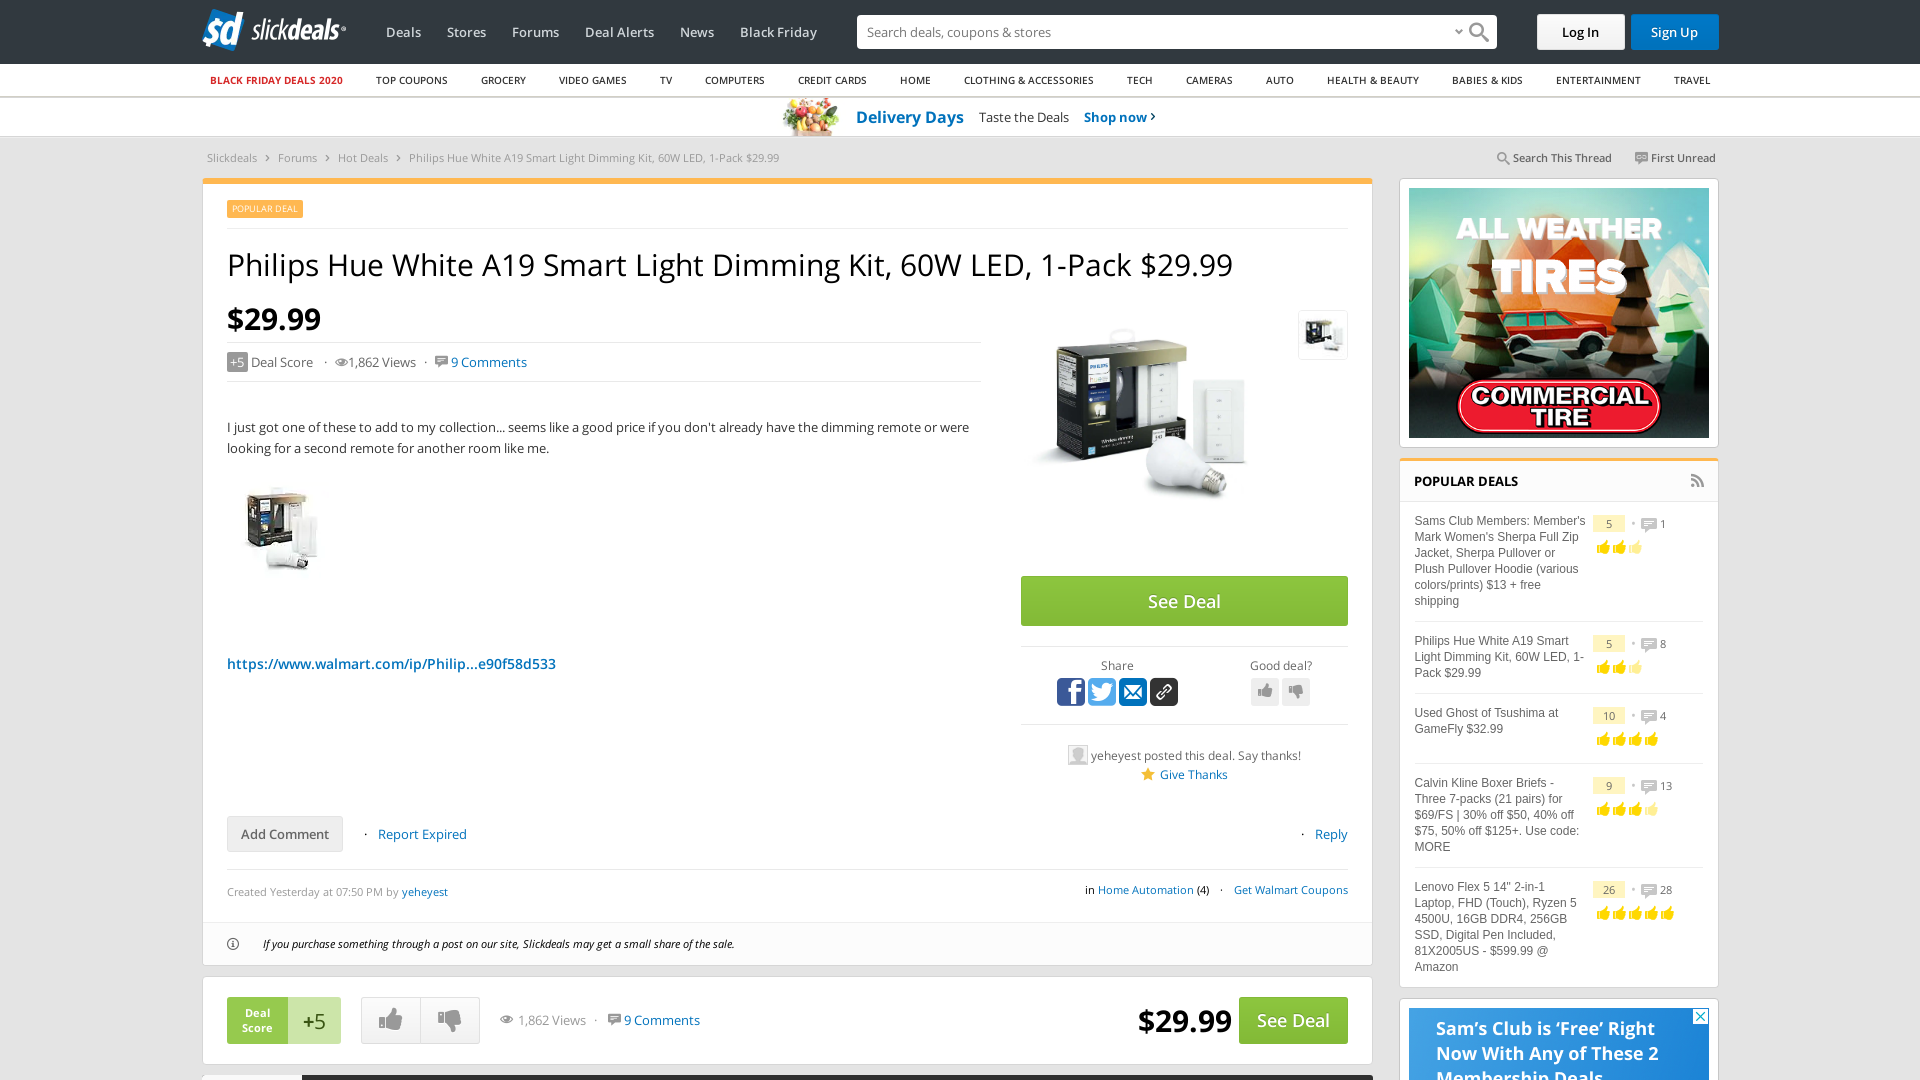 slickdeals
Deals
Stores
Forums
Deal Alerts
News
Black Friday
Search deals, coupons & stores
Log In
Sign Up
BLACK FRIDAY DEALS 2020
TOP COUPONS
GROCERY
VIDEO GAMES
TV
COMPUTERS
CREDIT CARDS
HOME
CLOTHING & ACCESSORIES
TECH
CAMERAS
AUTO
HEALTH & BEAUTY
BABIES & KIDS
ENTERTAINMENT
TRAVEL
Delivery Days Taste the Deals Shop now ›
Slickdeals › Forums › Hot Deals › Philips Hue White A19 Smart Light Dimming Kit, 60W LED, 1-Pack $29.99
Search This Thread
First Unread
POPULAR DEAL
Philips Hue White A19 Smart Light Dimming Kit, 60W LED, 1-Pack $29.99
$29.99
+5 Deal Score · 1,862 Views · 9 Comments
I just got one of these to add to my collection... seems like a good price if you don't already have the dimming remote or were
looking for a second remote for another room like me.
https://www.walmart.com/ip/Philip...e90f58d533
See Deal
Share
Good deal?
yeheyest posted this deal. Say thanks!
Give Thanks
Add Comment · Report Expired
· Reply
Created Yesterday at 07:50 PM by yeheyest
in Home Automation (4) · Get Walmart Coupons
If you purchase something through a post on our site, Slickdeals may get a small share of the sale.
Deal
Score
+5
1,862 Views · 9 Comments
$29.99
See Deal
ALL WEATHER
TIRES
COMMERCIAL
TIRE
POPULAR DEALS
Sams Club Members: Member's
Mark Women's Sherpa Full Zip
Jacket, Sherpa Pullover or
Plush Pullover Hoodie (various
colors/prints) $13 + free
shipping
5 • 1
Philips Hue White A19 Smart
Light Dimming Kit, 60W LED, 1-
Pack $29.99
5 • 8
Used Ghost of Tsushima at
GameFly $32.99
10 • 4
Calvin Kline Boxer Briefs -
Three 7-packs (21 pairs) for
$69/FS | 30% off $50, 40% off
$75, 50% off $125+. Use code:
MORE
9 • 13
Lenovo Flex 5 14" 2-in-1
Laptop, FHD (Touch), Ryzen 5
4500U, 16GB DDR4, 256GB
SSD, Digital Pen Included,
81X2005US - $599.99 @
Amazon
26 • 28
Sam's Club is 'Free' Right
Now With Any of These 2
Membership Deals